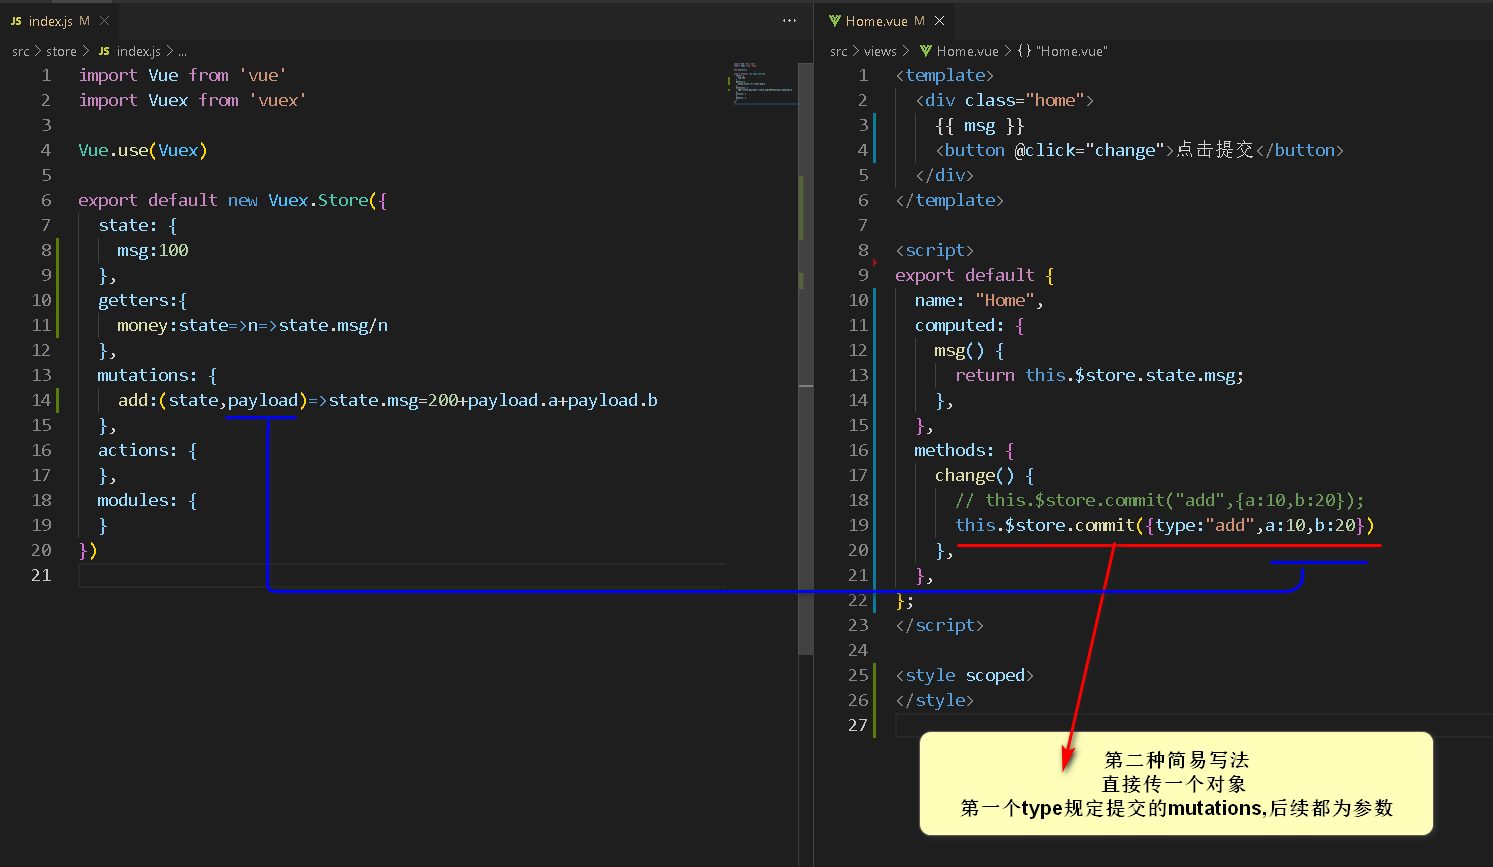 JS index.js M ×
···
src > store > JS index.js > ...
1 import Vue from 'vue'
2 import Vuex from 'vuex'
3
4 Vue.use(Vuex)
5
6 export default new Vuex.Store({
7 state: {
8 msg:100
9 },
10 getters:{
11 money:state=>n=>state.msg/n
12 },
13 mutations: {
14 add:(state,payload)=>state.msg=200+payload.a+payload.b
15 },
16 actions: {
17 },
18 modules: {
19 }
20 })
21
Home.vue M ×
src > views > Home.vue > {} "Home.vue"
1 <template>
2 <div class="home">
3 {{ msg }}
4 <button @click="change">点击提交</button>
5 </div>
6 </template>
7
8 <script>
9 export default {
10 name: "Home",
11 computed: {
12 msg() {
13 return this.$store.state.msg;
14 },
15 },
16 methods: {
17 change() {
18 // this.$store.commit("add",{a:10,b:20});
19 this.$store.commit({type:"add",a:10,b:20})
20 },
21 },
22 };
23 </script>
24
25 <style scoped>
26 </style>
27
第二种简易写法
直接传一个对象
第一个type规定提交的mutations,后续都为参数